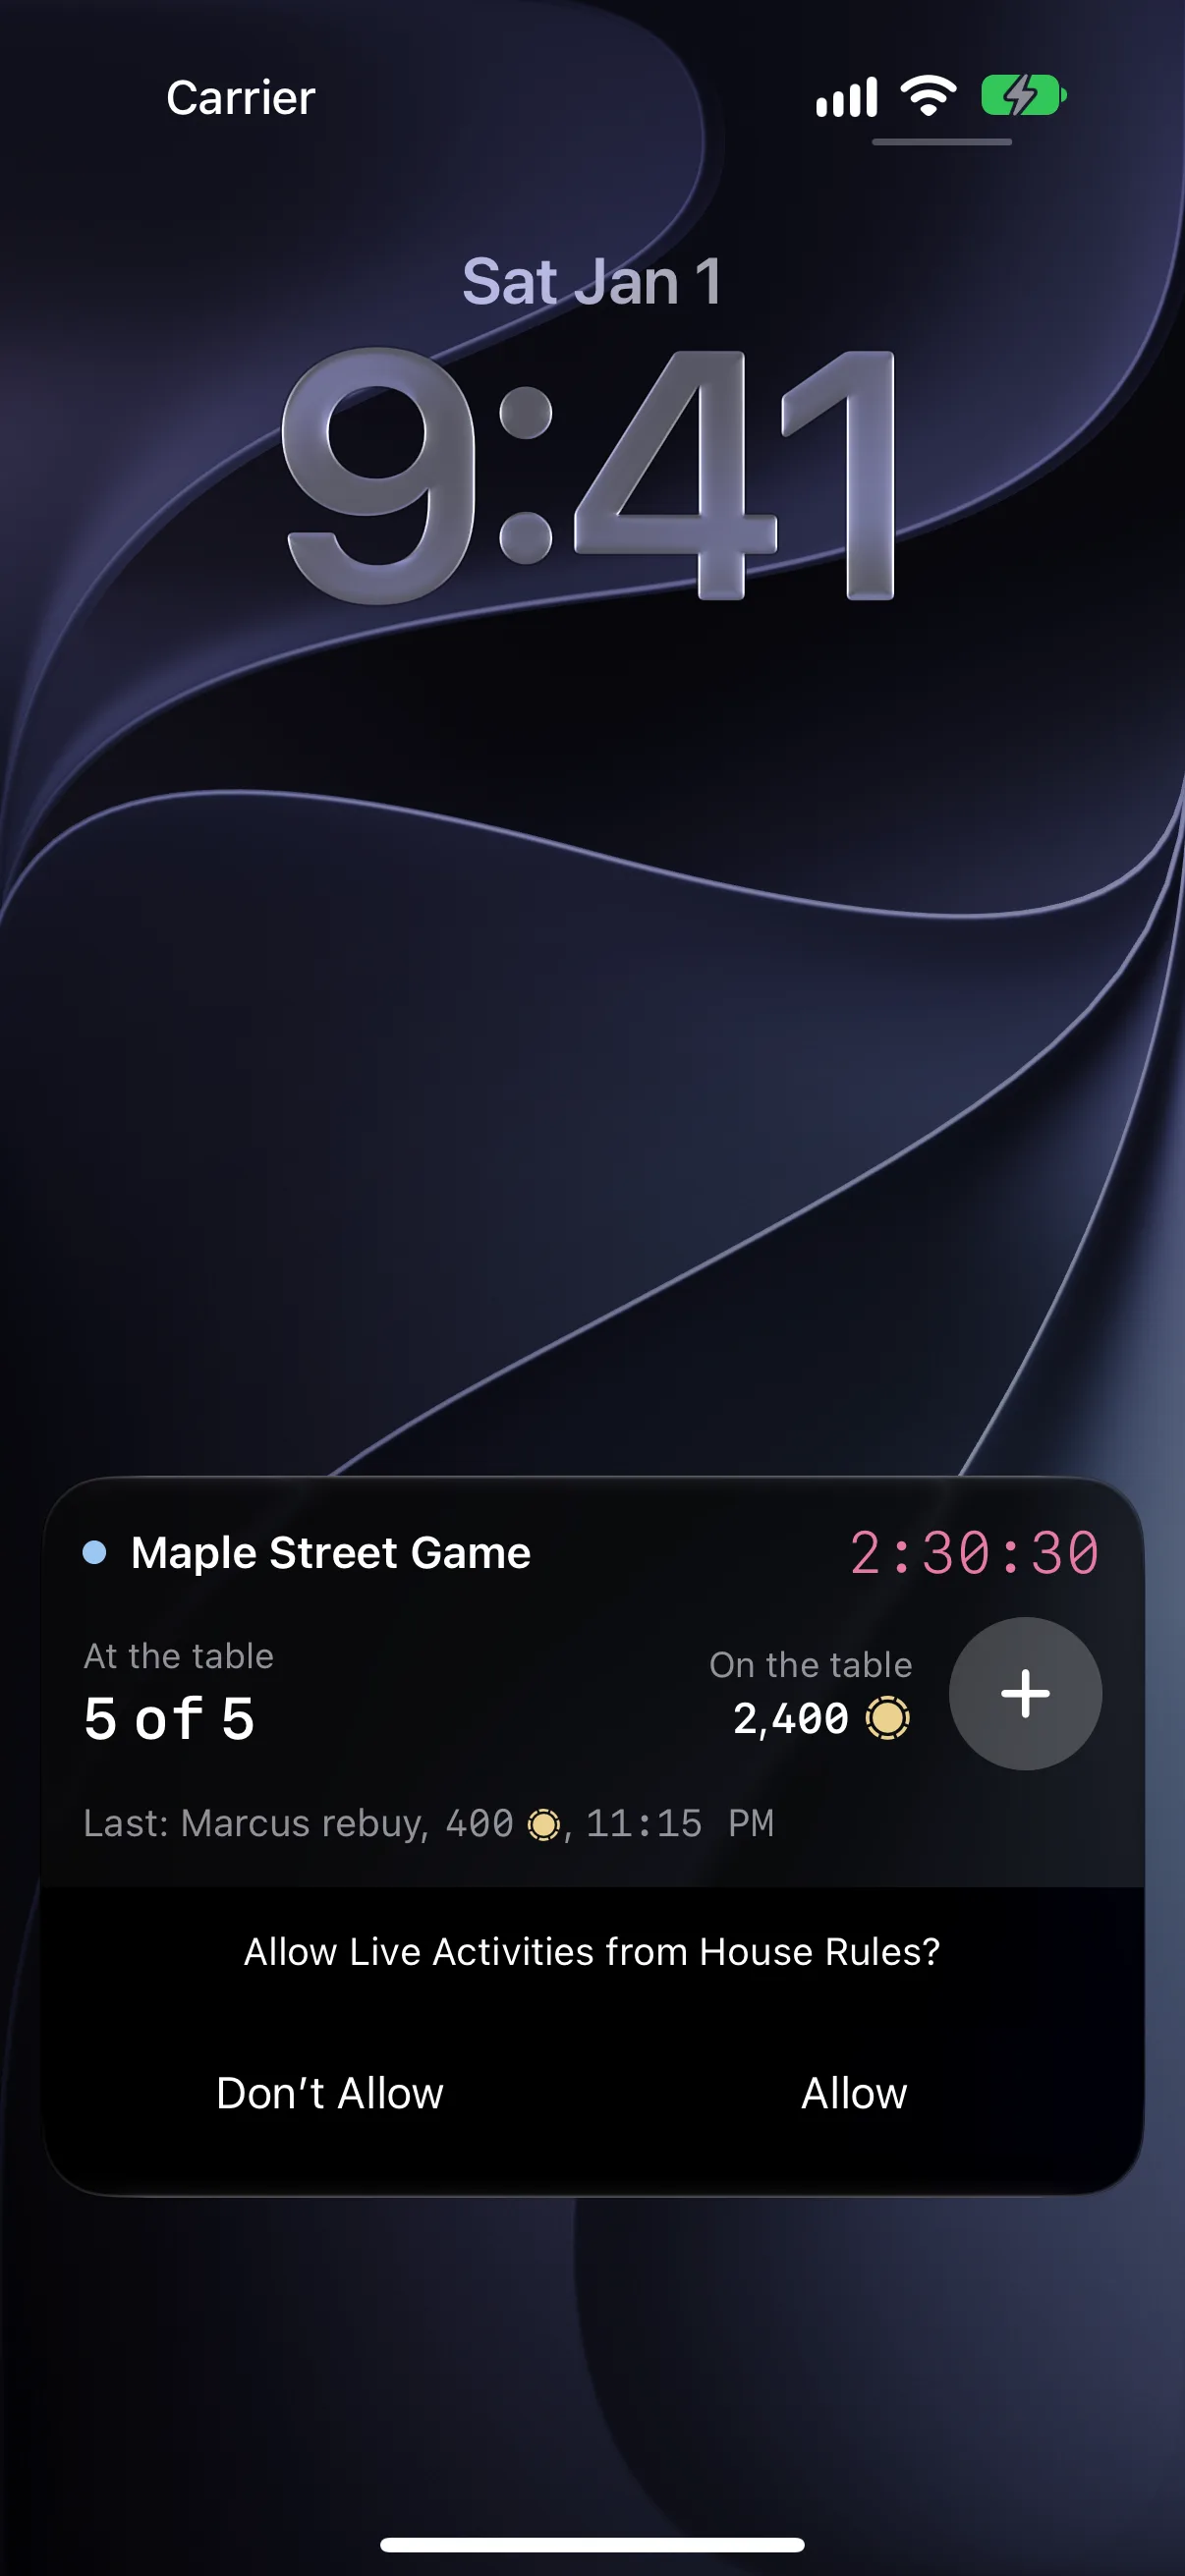 Carrier
Sat Jan 1
9:41
Maple Street Game
2:30:30
At the table
5 of 5
On the table
2,400
Last: Marcus rebuy, 400 , 11:15 PM
Allow Live Activities from House Rules?
Don’t Allow
Allow